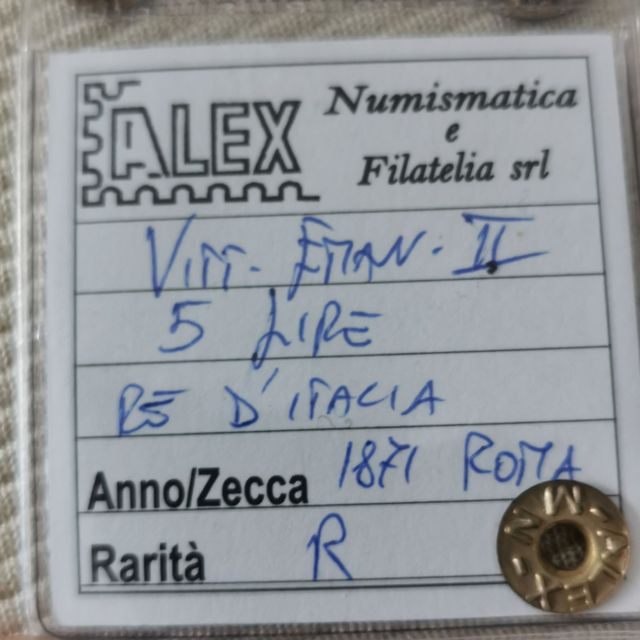 ALEX
Numismatica
e
Filatelia srl
VITT. EMAN. II
5 LIRE
RE D'ITALIA
Anno/Zecca 1871 ROMA
Rarità R